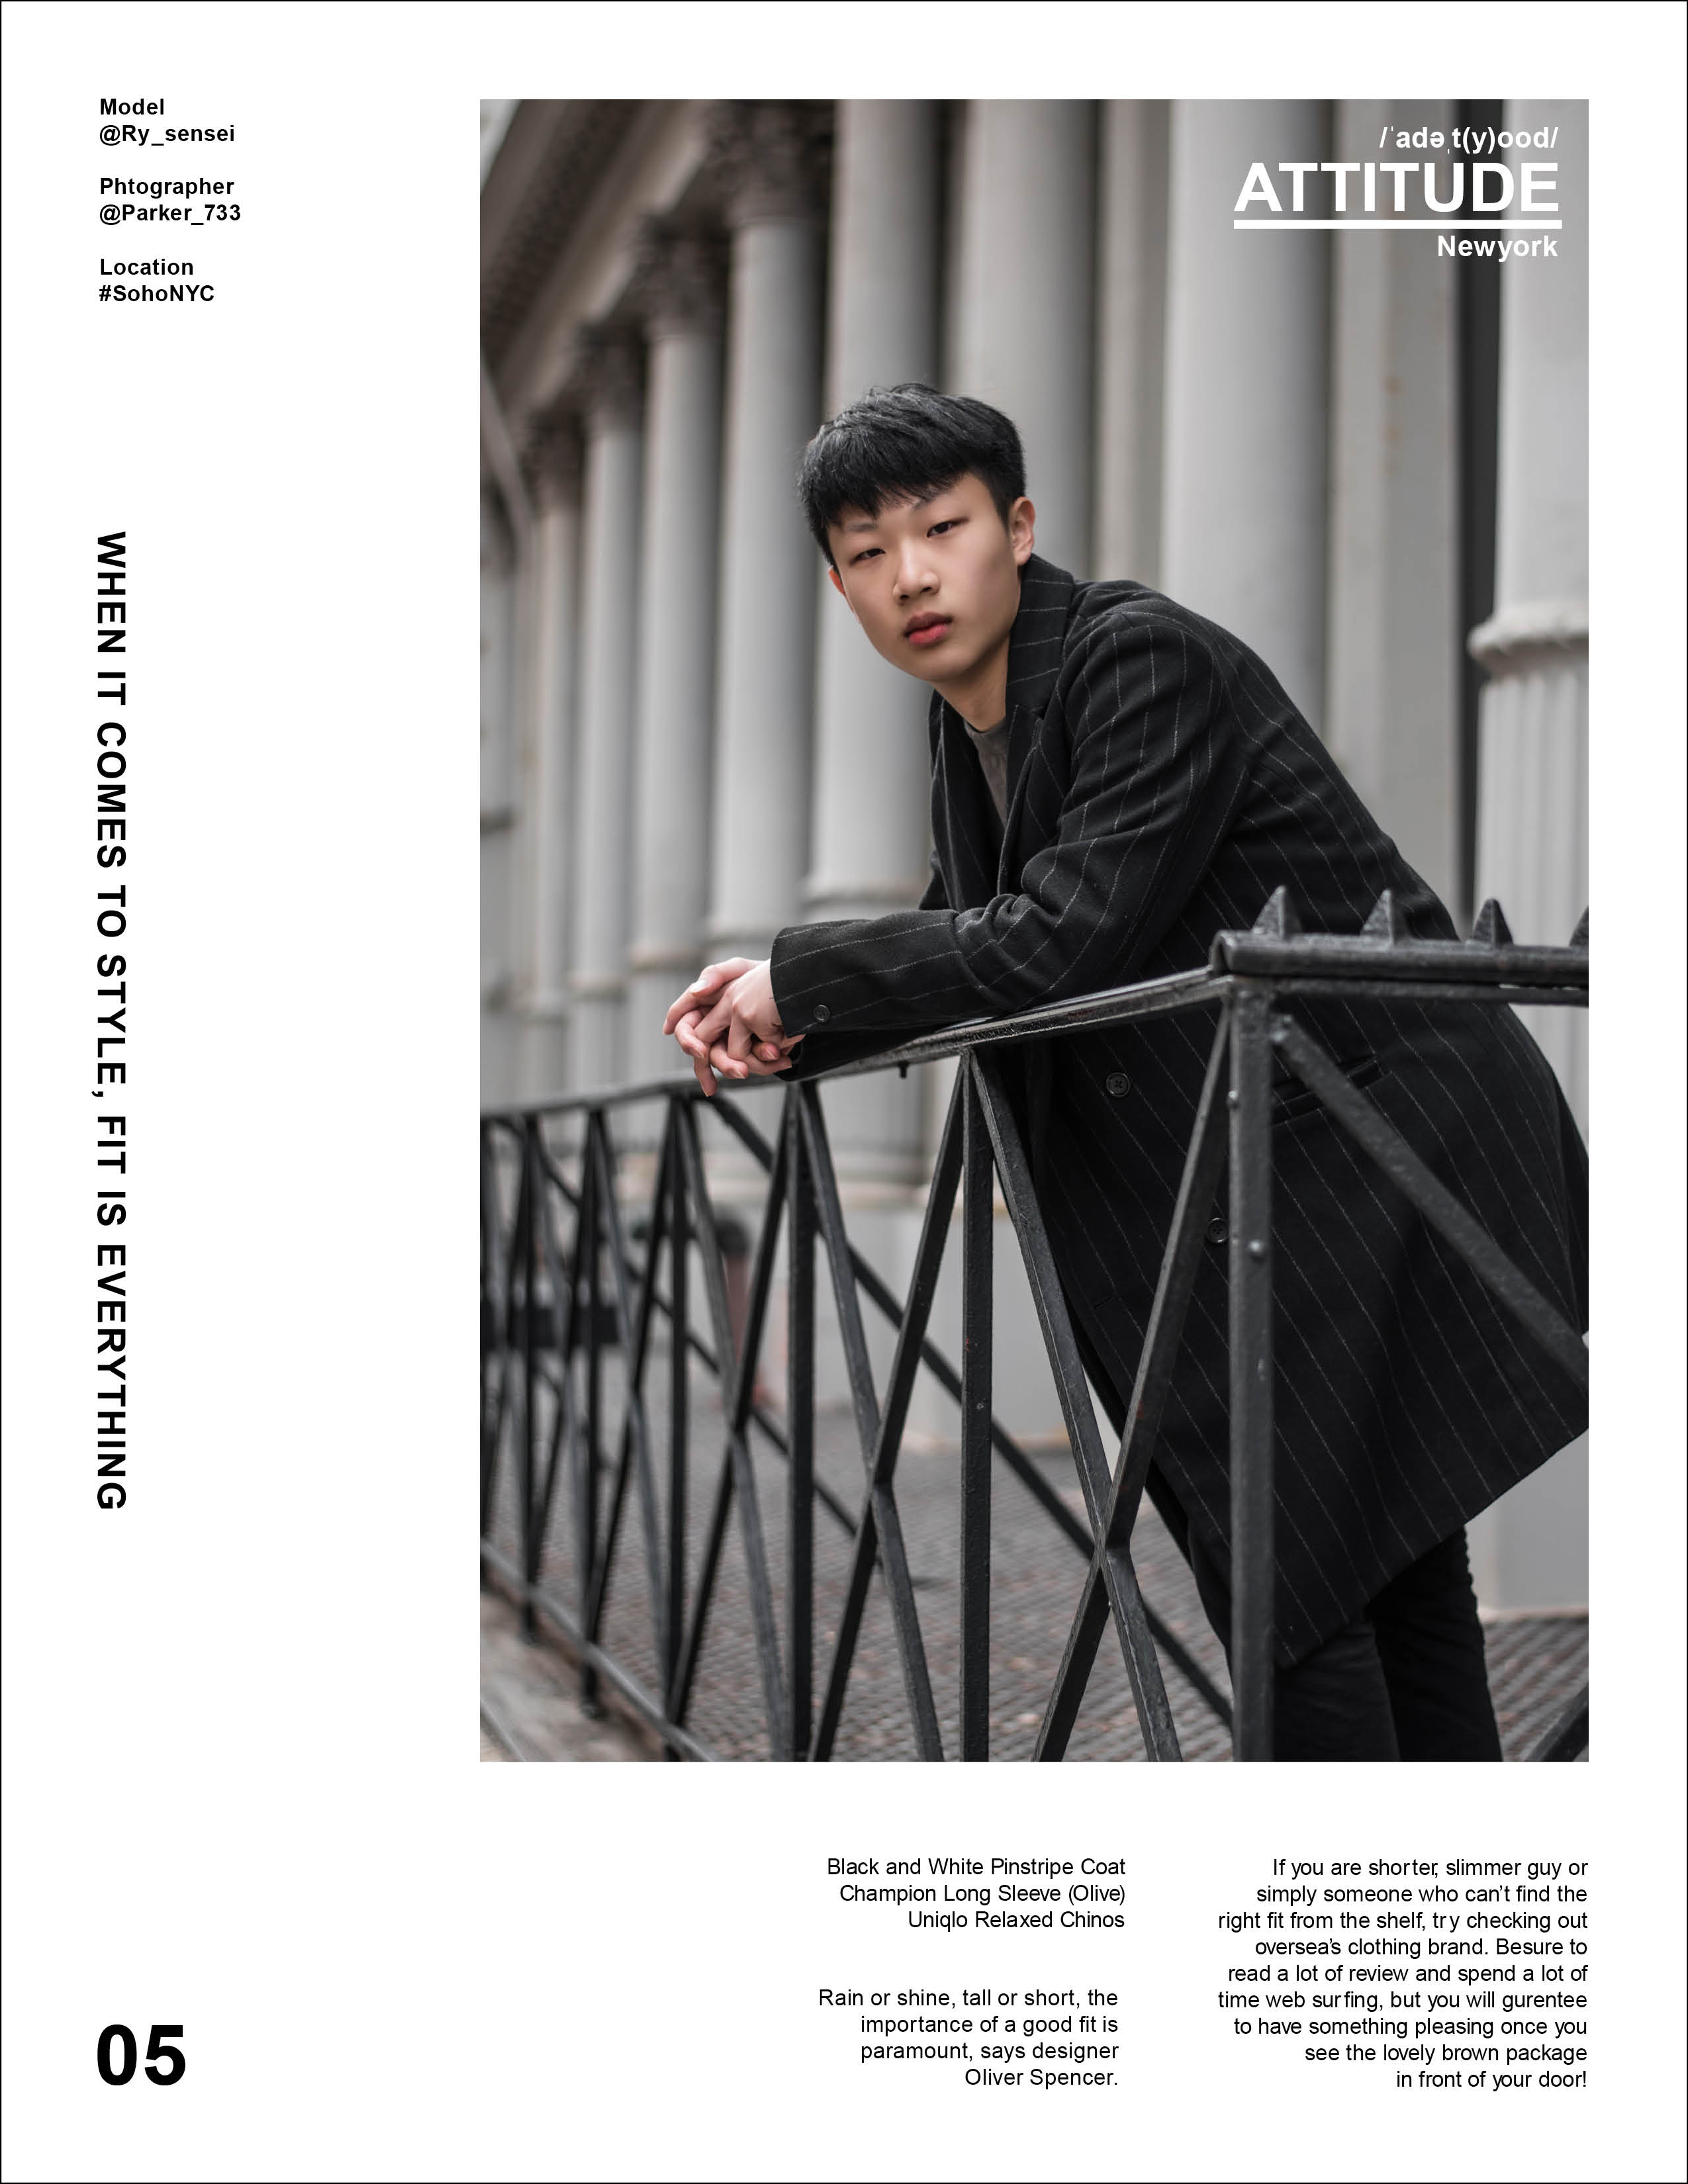 Model
@Ry_sensei
Phtographer
@Parker_733
Location
#SohoNYC
/ˈadəˌt(y)ood/
ATTITUDE
Newyork
WHEN IT COMES TO STYLE, FIT IS EVERYTHING
Black and White Pinstripe Coat
Champion Long Sleeve (Olive)
Uniqlo Relaxed Chinos
Rain or shine, tall or short, the
importance of a good fit is
paramount, says designer
Oliver Spencer.
If you are shorter, slimmer guy or
simply someone who can’t find the
right fit from the shelf, try checking out
oversea’s clothing brand. Besure to
read a lot of review and spend a lot of
time web surfing, but you will gurentee
to have something pleasing once you
see the lovely brown package
in front of your door!
05